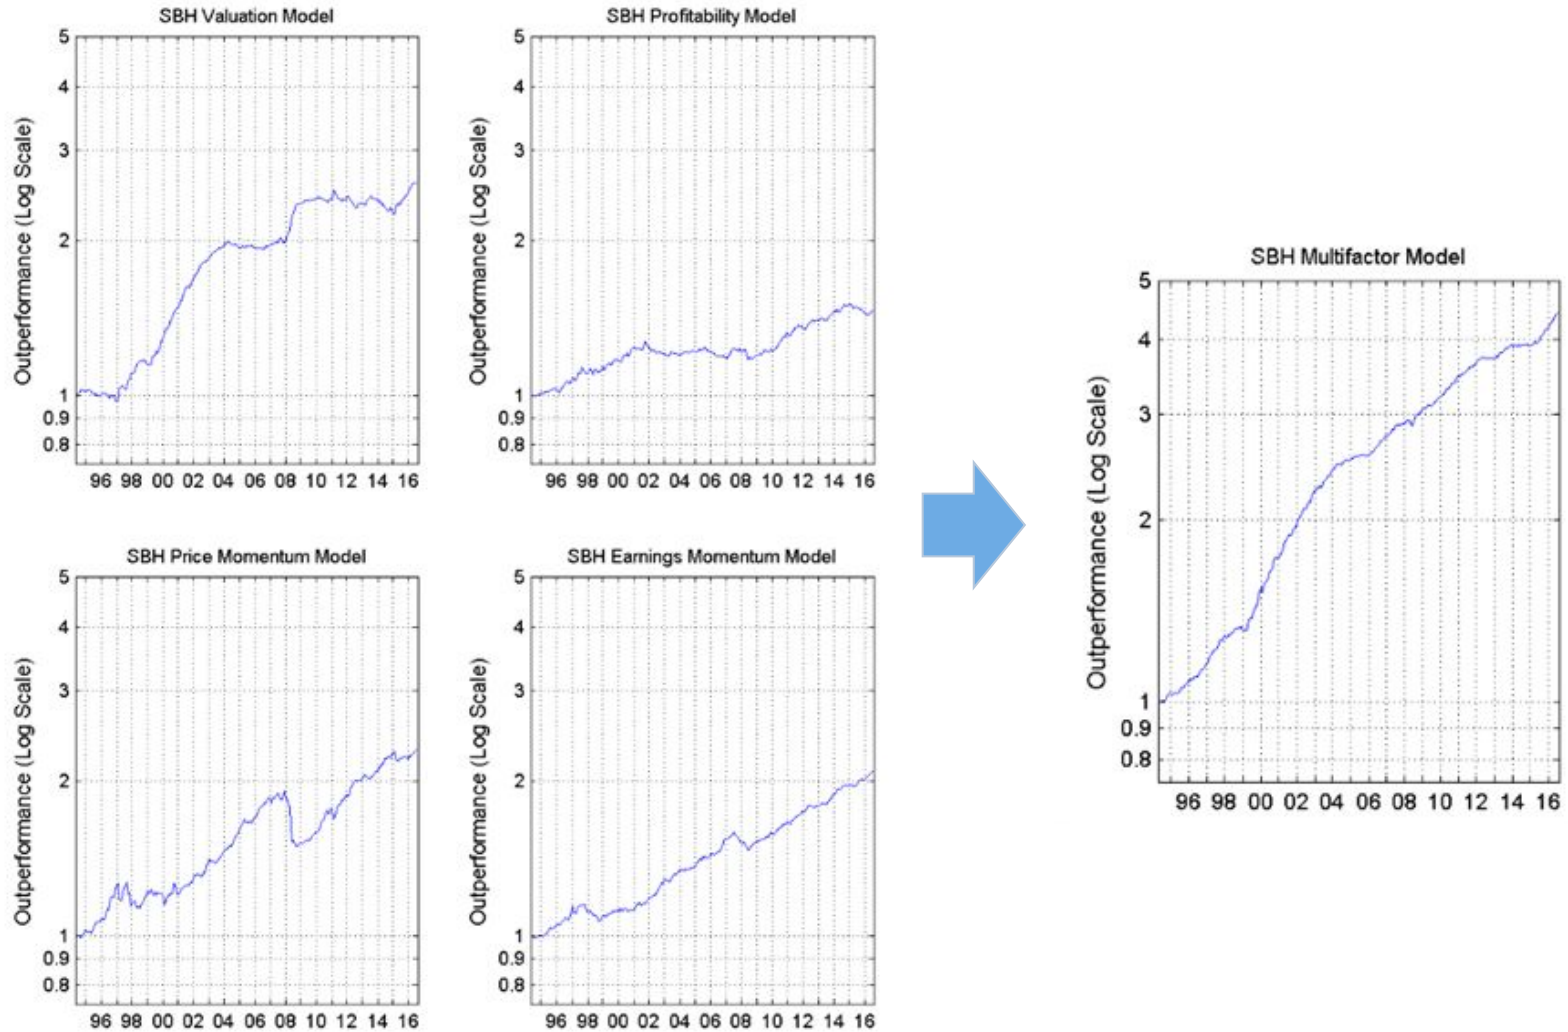 SBH Valuation Model
Outperformance (Log Scale)
5
4
3
2
1
0.9
0.8
96 98 00 02 04 06 08 10 12 14 16
SBH Profitability Model
Outperformance (Log Scale)
5
4
3
2
1
0.9
0.8
96 98 00 02 04 06 08 10 12 14 16
SBH Price Momentum Model
Outperformance (Log Scale)
5
4
3
2
1
0.9
0.8
96 98 00 02 04 06 08 10 12 14 16
SBH Earnings Momentum Model
Outperformance (Log Scale)
5
4
3
2
1
0.9
0.8
96 98 00 02 04 06 08 10 12 14 16
SBH Multifactor Model
Outperformance (Log Scale)
5
4
3
2
1
0.9
0.8
96 98 00 02 04 06 08 10 12 14 16